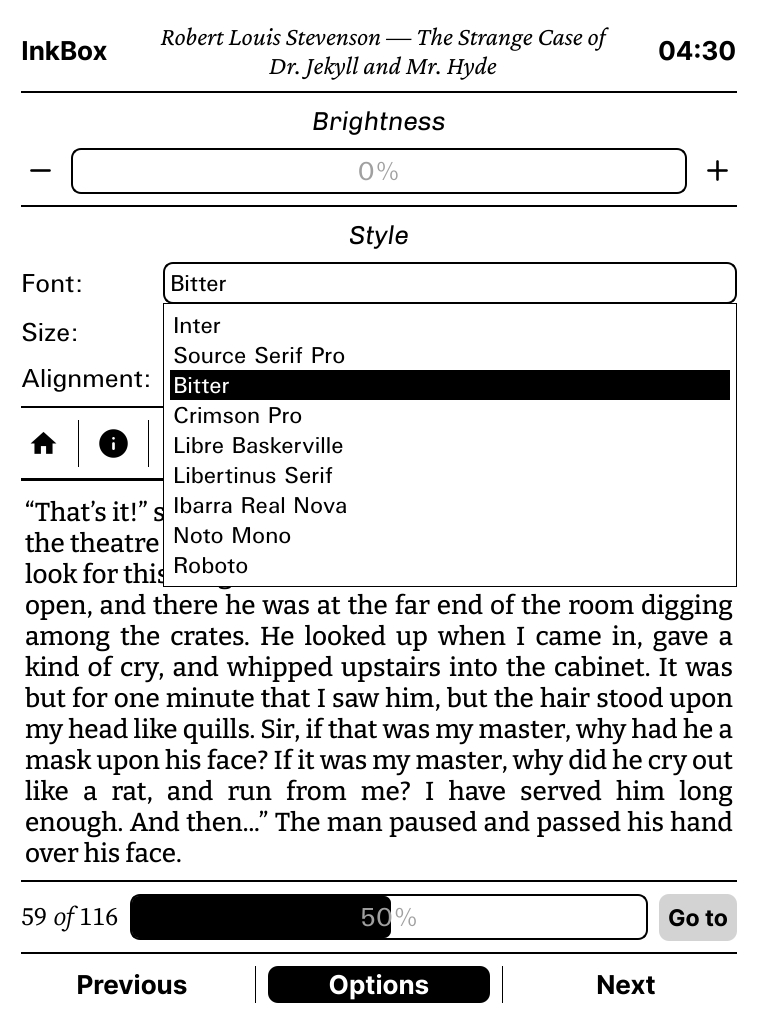 InkBox
Robert Louis Stevenson — The Strange Case of
Dr. Jekyll and Mr. Hyde
04:30
Brightness
− 0% +
Style
Font: Bitter
Size:
Alignment:
Inter
Source Serif Pro
Bitter
Crimson Pro
Libre Baskerville
Libertinus Serif
Ibarra Real Nova
Noto Mono
Roboto
“That’s it!” s
the theatre
look for this
open, and there he was at the far end of the room digging
among the crates. He looked up when I came in, gave a
kind of cry, and whipped upstairs into the cabinet. It was
but for one minute that I saw him, but the hair stood upon
my head like quills. Sir, if that was my master, why had he a
mask upon his face? If it was my master, why did he cry out
like a rat, and run from me? I have served him long
enough. And then...” The man paused and passed his hand
over his face.
59 of 116 50% Go to
Previous Options Next